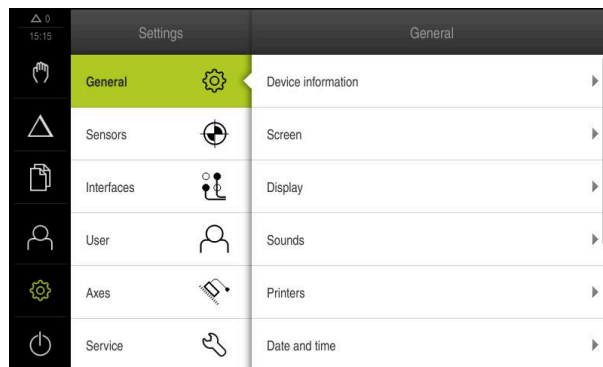 0
15:15
Settings
General
General
Device information
Sensors
Screen
Interfaces
Display
User
Sounds
Axes
Printers
Service
Date and time